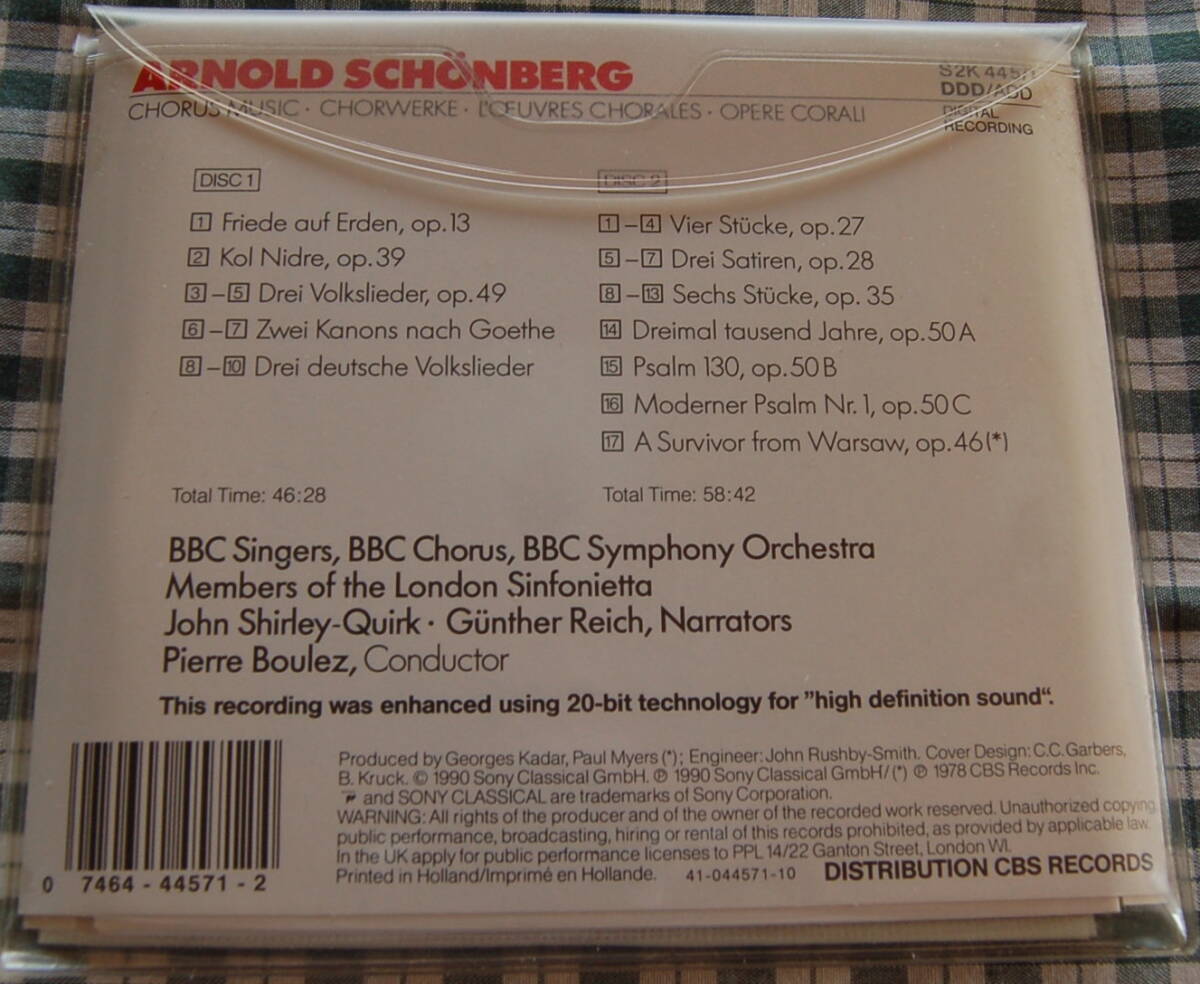 ARNOLD SCHÖNBERG
CHORUS MUSIC · CHORWERKE · L'ŒUVRES CHORALES · OPERE CORALI
S2K 44571
DDD/ADD
DIGITAL
RECORDING
DISC 1
1 Friede auf Erden, op.13
2 Kol Nidre, op.39
3–5 Drei Volkslieder, op.49
6–7 Zwei Kanons nach Goethe
8–10 Drei deutsche Volkslieder
Total Time: 46:28
DISC 2
1–4 Vier Stücke, op.27
5–7 Drei Satiren, op.28
8–13 Sechs Stücke, op. 35
14 Dreimal tausend Jahre, op.50A
15 Psalm 130, op.50B
16 Moderner Psalm Nr.1, op.50C
17 A Survivor from Warsaw, op.46(*)
Total Time: 58:42
BBC Singers, BBC Chorus, BBC Symphony Orchestra
Members of the London Sinfonietta
John Shirley-Quirk · Günther Reich, Narrators
Pierre Boulez, Conductor
This recording was enhanced using 20-bit technology for "high definition sound“.
Produced by Georges Kadar, Paul Myers (*); Engineer: John Rushby-Smith. Cover Design: C.C. Garbers,
B. Kruck. © 1990 Sony Classical GmbH. ℗ 1990 Sony Classical GmbH/(*) ℗ 1978 CBS Records Inc.
and SONY CLASSICAL are trademarks of Sony Corporation.
WARNING: All rights of the producer and of the owner of the recorded work reserved. Unauthorized copying,
public performance, broadcasting, hiring or rental of this records prohibited, as provided by applicable law.
In the UK apply for public performance licenses to PPL 14/22 Ganton Street, London W1.
Printed in Holland/Imprimé en Hollande. 41-044571-10 DISTRIBUTION CBS RECORDS
0 7464 - 44571 - 2